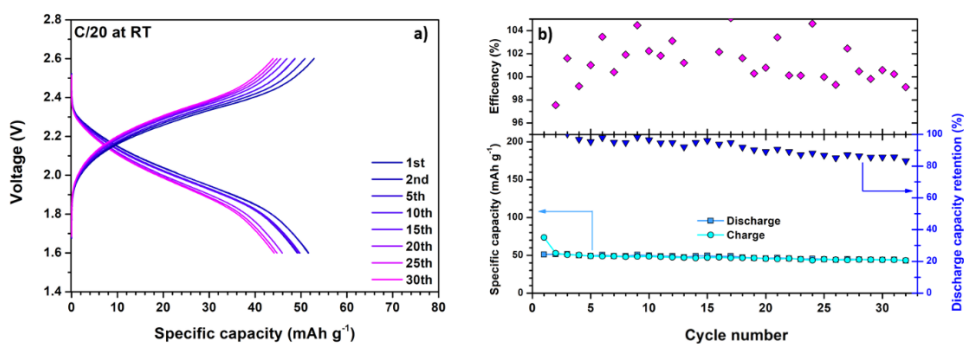 C/20 at RT
a)
2.8
2.6
2.4
2.2
2.0
1.8
1.6
1.4
Voltage (V)
1st
2nd
5th
10th
15th
20th
25th
30th
0 10 20 30 40 50 60 70 80
Specific capacity (mAh g⁻¹)
b)
104
102
100
98
96
Efficency (%)
200
150
100
50
0
Specific capacity (mAh g⁻¹)
Discharge
Charge
100
80
60
40
20
0
Discharge capacity retention (%)
0 5 10 15 20 25 30
Cycle number